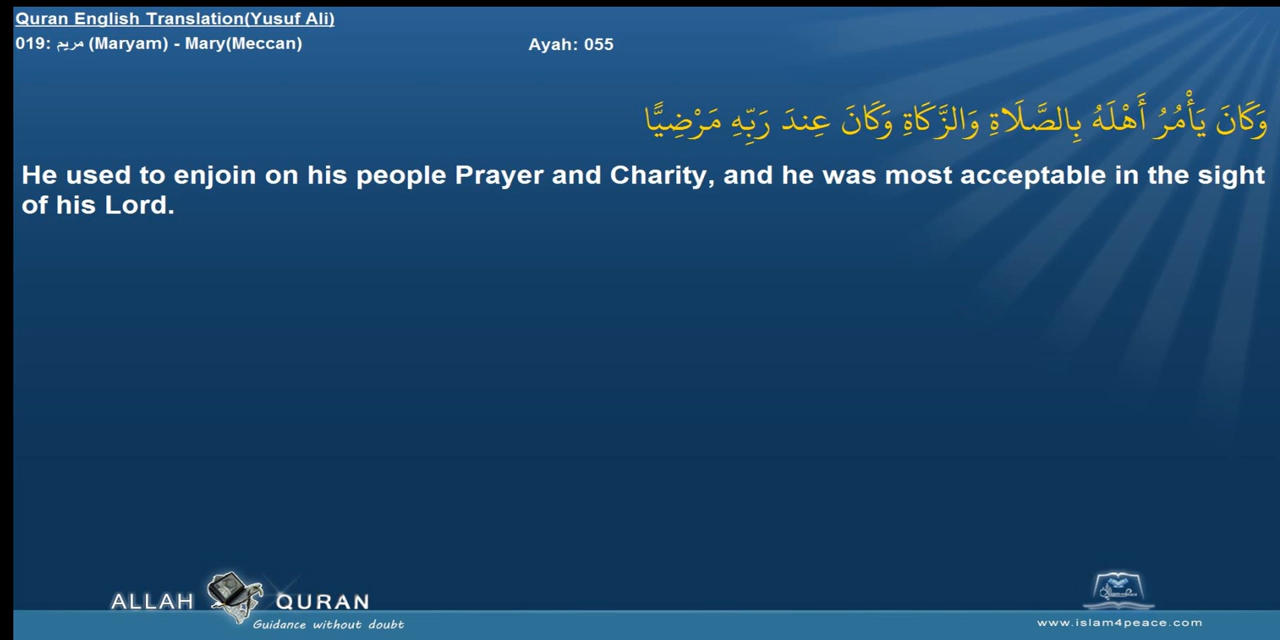 Quran English Translation(Yusuf Ali)
019: مريم (Maryam) - Mary(Meccan)
Ayah: 055
وَكَانَ يَأْمُرُ أَهْلَهُ بِالصَّلَاةِ وَالزَّكَاةِ وَكَانَ عِندَ رَبِّهِ مَرْضِيًّا
He used to enjoin on his people Prayer and Charity, and he was most acceptable in the sight
of his Lord.
ALLAH QURAN
Guidance without doubt
www.islam4peace.com